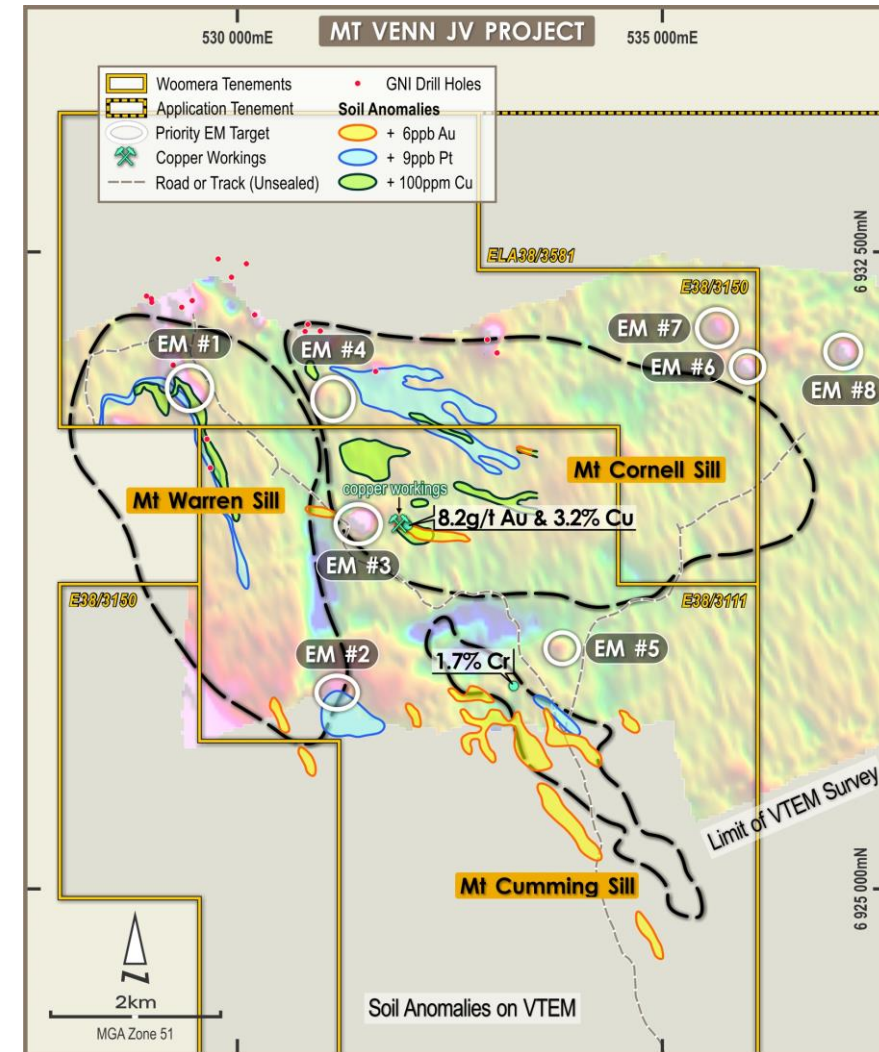 530 000mE
MT VENN JV PROJECT
535 000mE
Woomera Tenements
Application Tenement
Priority EM Target
Copper Workings
Road or Track (Unsealed)
GNI Drill Holes
Soil Anomalies
+ 6ppb Au
+ 9ppb Pt
+ 100ppm Cu
6 932 500mN
ELA38/3581
E38/3150
EM #7
EM #1
EM #4
EM #6
EM #8
Mt Cornell Sill
Mt Warren Sill
copper workings
8.2g/t Au & 3.2% Cu
EM #3
E38/3150
E38/3111
EM #2
EM #5
1.7% Cr
Limit of VTEM Survey
Mt Cumming Sill
6 925 000mN
N
2km
MGA Zone 51
Soil Anomalies on VTEM